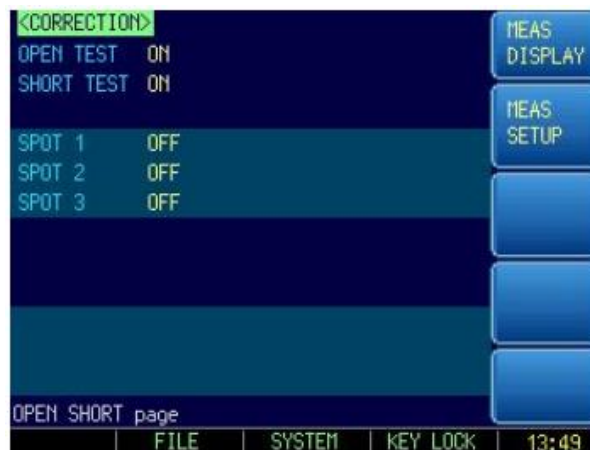 <CORRECTION>
OPEN TEST ON
SHORT TEST ON
SPOT 1 OFF
SPOT 2 OFF
SPOT 3 OFF
OPEN SHORT page
MEAS
DISPLAY
MEAS
SETUP
FILE SYSTEM KEY LOCK 13:49